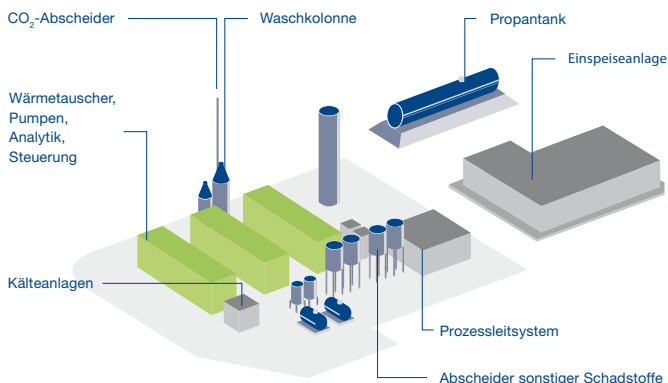 CO₂-Abscheider
Waschkolonne
Propantank
Einspeiseanlage
Wärmetauscher,
Pumpen,
Analytik,
Steuerung
Kälteanlagen
Prozessleitsystem
Abscheider sonstiger Schadstoffe